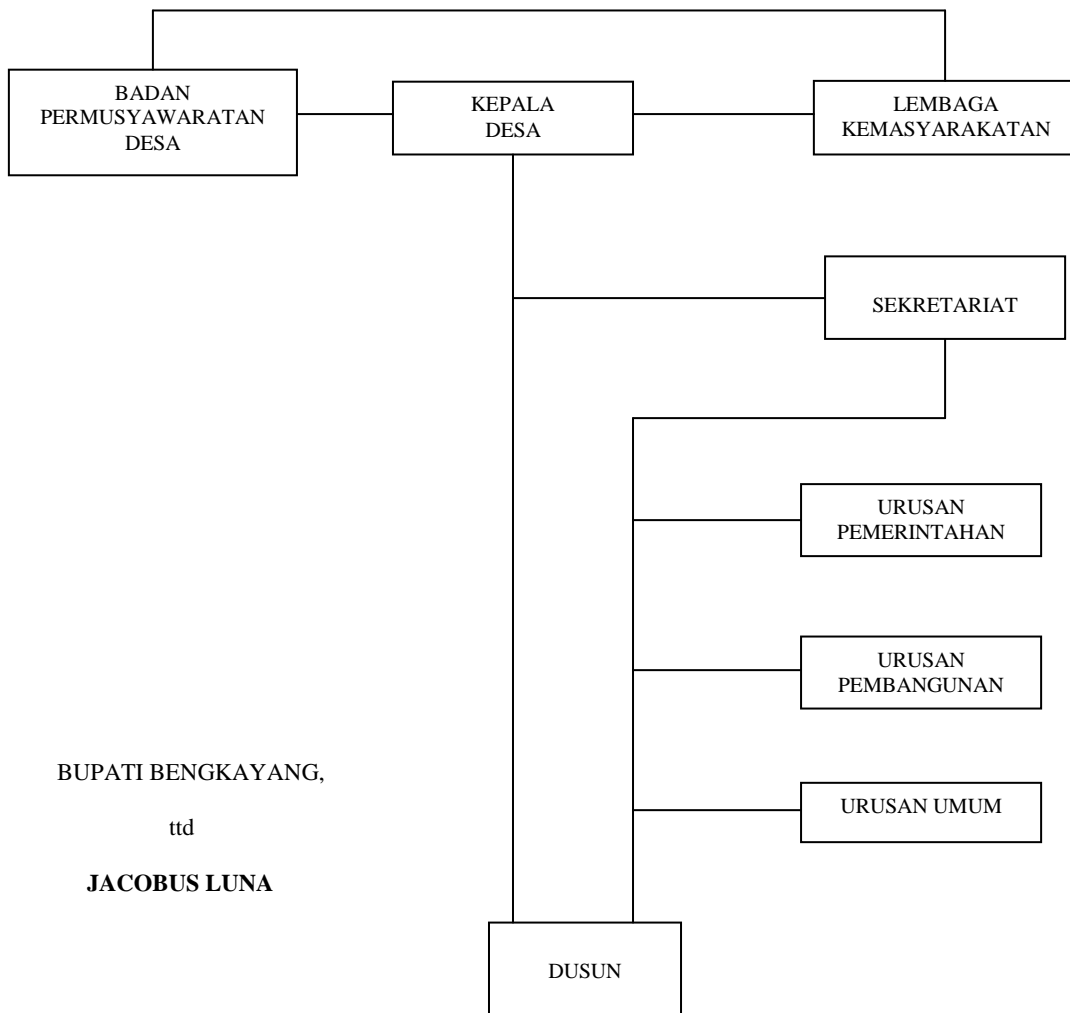 BADAN
PERMUSYAWARATAN
DESA
KEPALA
DESA
LEMBAGA
KEMASYARAKATAN
SEKRETARIAT
URUSAN
PEMERINTAHAN
URUSAN
PEMBANGUNAN
URUSAN UMUM
BUPATI BENGKAYANG,
ttd
JACOBUS LUNA
DUSUN